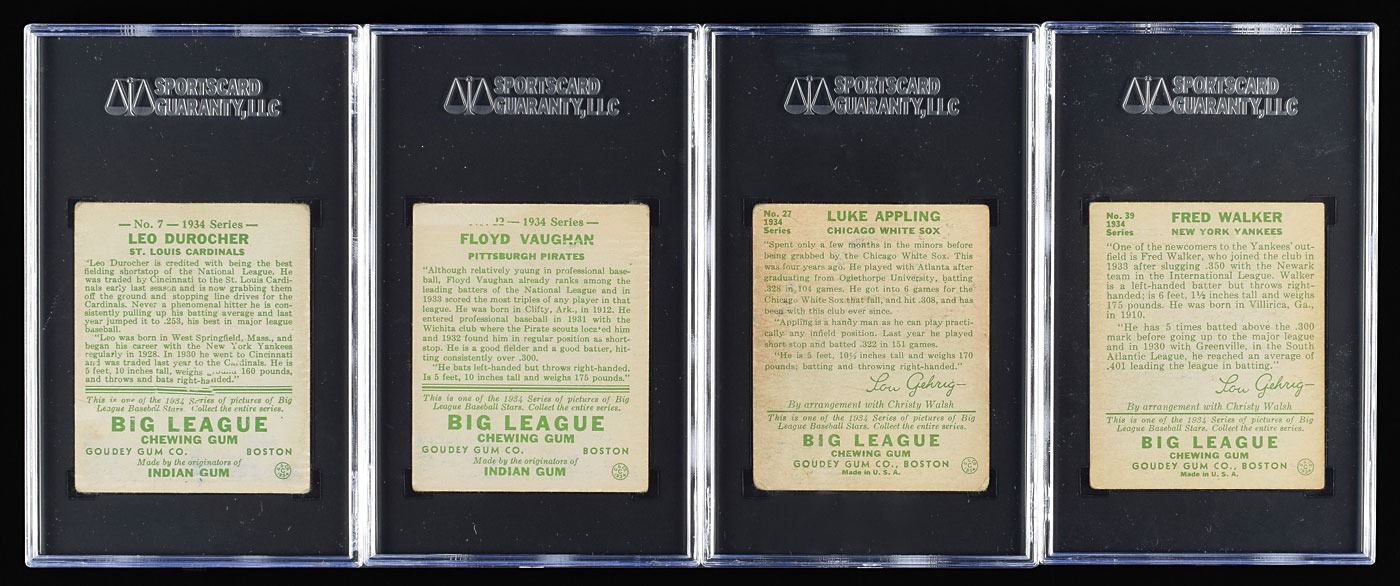 SPORTSCARD
GUARANTY, LLC
— No. 7 — 1934 Series —
LEO DUROCHER
ST. LOUIS CARDINALS
"Leo Durocher is credited with being the best
fielding shortstop of the National League. He
was traded by Cincinnati to the St. Louis Cardi-
nals early last season and is now grabbing them
off the ground and stopping line drives for the
Cardinals. Never a phenomenal hitter he is con-
sistently pulling up his batting average and last
year jumped it to .253, his best in major league
baseball.
"Leo was born in West Springfield, Mass., and
began his career with the New York Yankees
regularly in 1928. In 1930 he went to Cincinnati
and was traded last year to the Cardinals. He is
5 feet, 10 inches tall, weighs 160 pounds,
and throws and bats right-handed."
This is one of the 1934 Series of pictures of Big
League Baseball Stars. Collect the entire series.
BIG LEAGUE
CHEWING GUM
GOUDEY GUM CO. BOSTON
Made by the originators of
INDIAN GUM
SPORTSCARD
GUARANTY, LLC
22 — 1934 Series —
FLOYD VAUGHAN
PITTSBURGH PIRATES
"Although relatively young in professional base-
ball, Floyd Vaughan already ranks among the
leading batters of the National League and in
1933 scored the most triples of any player in that
league. He was born in Clifty, Ark., in 1912. He
entered professional baseball in 1931 with the
Wichita club where the Pirate scouts located him
and 1932 found him in regular position as short-
stop. He is a good fielder and a good batter, hit-
ting consistently over .300.
"He bats left-handed but throws right-handed.
Is 5 feet, 10 inches tall and weighs 175 pounds."
This is one of the 1934 Series of pictures of Big
League Baseball Stars. Collect the entire series.
BIG LEAGUE
CHEWING GUM
GOUDEY GUM CO. BOSTON
Made by the originators of
INDIAN GUM
SPORTSCARD
GUARANTY, LLC
No. 27
1934
Series
LUKE APPLING
CHICAGO WHITE SOX
"Spent only a few months in the minors before
being grabbed by the Chicago White Sox. This
was four years ago. He played with Atlanta after
graduating from Oglethorpe University, batting
.328 in 104 games. He got into 6 games for the
Chicago White Sox that fall, and hit .308, and has
been with this club ever since.
"Appling is a handy man as he can play practi-
cally any infield position. Last year he played
short stop and batted .322 in 151 games.
"He is 5 feet, 10½ inches tall and weighs 170
pounds; batting and throwing right-handed."
Lou Gehrig
By arrangement with Christy Walsh
This is one of the 1934 Series of pictures of Big
League Baseball Stars. Collect the entire series.
BIG LEAGUE
CHEWING GUM
GOUDEY GUM CO., BOSTON
Made in U. S. A.
SPORTSCARD
GUARANTY, LLC
No. 39
1934
Series
FRED WALKER
NEW YORK YANKEES
"One of the newcomers to the Yankees' out-
field is Fred Walker, who joined the club in
1933 after slugging .350 with the Newark
team in the International League. Walker
is a left-handed batter but throws right-
handed; is 6 feet, 1½ inches tall and weighs
175 pounds. He was born in Villirica, Ga.,
in 1910.
"He has 5 times batted above the .300
mark before going up to the major league
and in 1930 with Greenville, in the South
Atlantic League, he reached an average of
.401 leading the league in batting."
Lou Gehrig
By arrangement with Christy Walsh
This is one of the 1934 Series of pictures of Big
League Baseball Stars. Collect the entire series.
BIG LEAGUE
CHEWING GUM
GOUDEY GUM CO., BOSTON
Made in U. S. A.